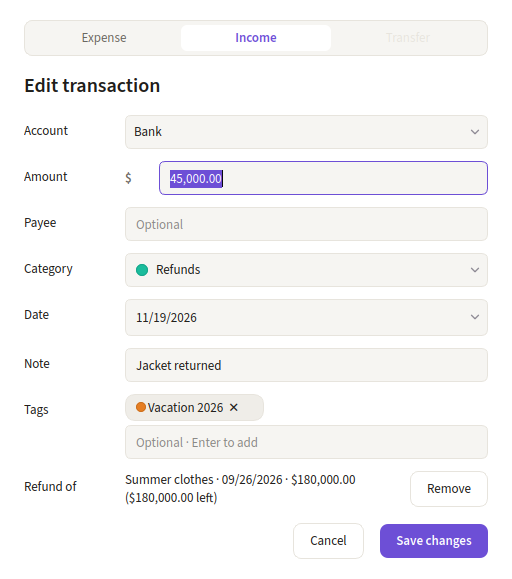 Expense Income Transfer
Edit transaction
Account Bank
Amount $ 45,000.00
Payee Optional
Category Refunds
Date 11/19/2026
Note Jacket returned
Tags Vacation 2026 ✕
Optional · Enter to add
Refund of Summer clothes · 09/26/2026 · $180,000.00
($180,000.00 left)
Remove
Cancel Save changes